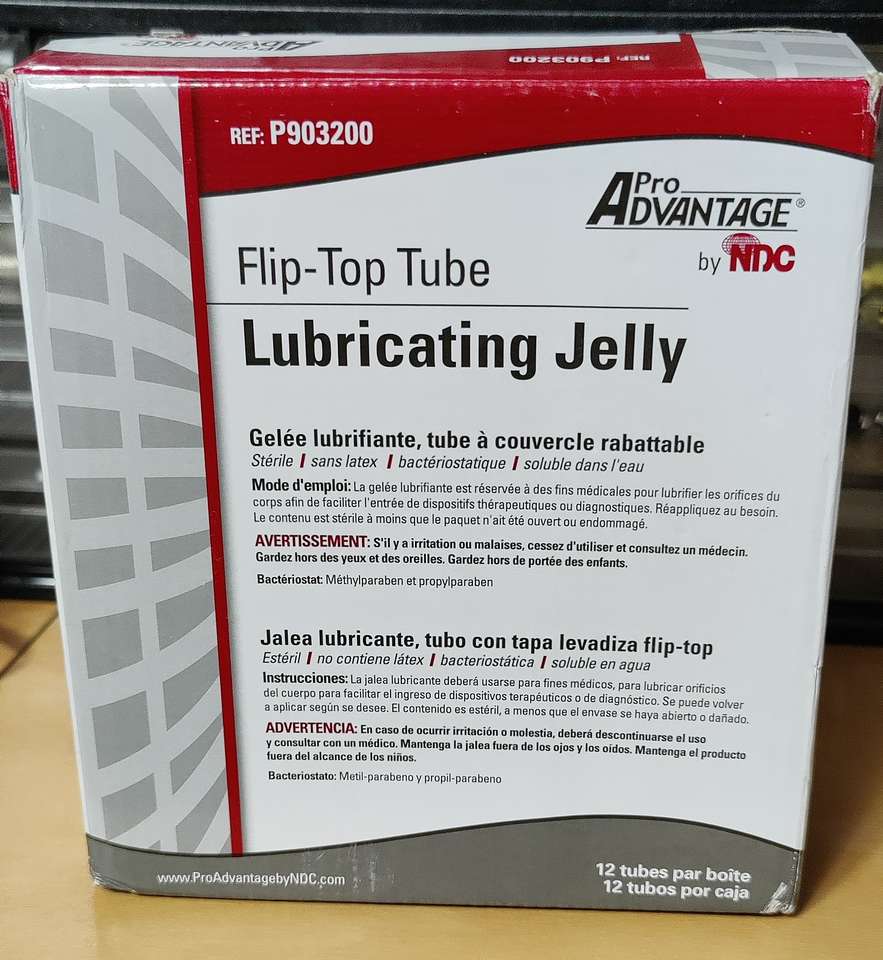 Pro
ADVANTAGE
REF: P903200
REF: P903200
Pro
ADVANTAGE®
by NDC
Flip-Top Tube
Lubricating Jelly
Gelée lubrifiante, tube à couvercle rabattable
Stérile | sans latex | bactériostatique | soluble dans l'eau
Mode d'emploi: La gelée lubrifiante est réservée à des fins médicales pour lubrifier les orifices du
corps afin de faciliter l'entrée de dispositifs thérapeutiques ou diagnostiques. Réappliquez au besoin.
Le contenu est stérile à moins que le paquet n'ait été ouvert ou endommagé.
AVERTISSEMENT: S'il y a irritation ou malaises, cessez d'utiliser et consultez un médecin.
Gardez hors des yeux et des oreilles. Gardez hors de portée des enfants.
Bactériostat: Méthylparaben et propylparaben
Jalea lubricante, tubo con tapa levadiza flip-top
Estéril | no contiene látex | bacteriostática | soluble en agua
Instrucciones: La jalea lubricante deberá usarse para fines médicos, para lubricar orificios
del cuerpo para facilitar el ingreso de dispositivos terapéuticos o de diagnóstico. Se puede volver
a aplicar según se desee. El contenido es estéril, a menos que el envase se haya abierto o dañado.
ADVERTENCIA: En caso de ocurrir irritación o molestia, deberá descontinuarse el uso
y consultar con un médico. Mantenga la jalea fuera de los ojos y los oídos. Mantenga el producto
fuera del alcance de los niños.
Bacteriostato: Metil-parabeno y propil-parabeno
www.ProAdvantagebyNDC.com
12 tubes par boîte
12 tubos por caja